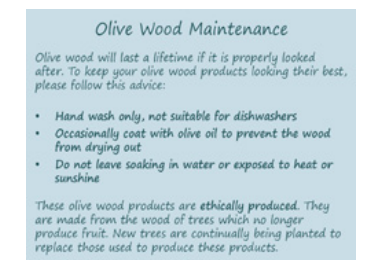 Olive Wood Maintenance
Olive wood will last a lifetime if it is properly looked
after. To keep your olive wood products looking their best,
please follow this advice:
• Hand wash only, not suitable for dishwashers
• Occasionally coat with olive oil to prevent the wood
from drying out
• Do not leave soaking in water or exposed to heat or
sunshine
These olive wood products are ethically produced. They
are made from the wood of trees which no longer
produce fruit. New trees are continually being planted to
replace those used to produce these products.